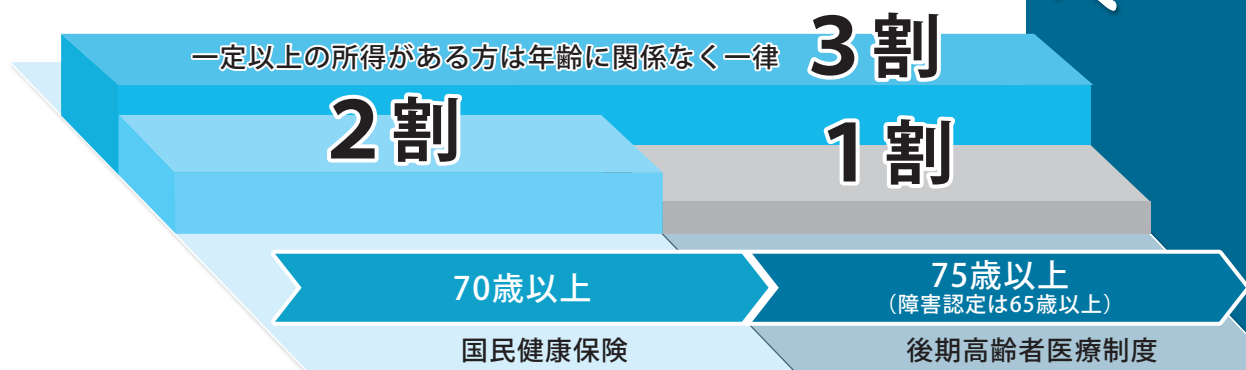 一定以上の所得がある方は年齢に関係なく一律 3割
2割
1割
70歳以上
75歳以上
（障害認定は65歳以上）
国民健康保険
後期高齢者医療制度